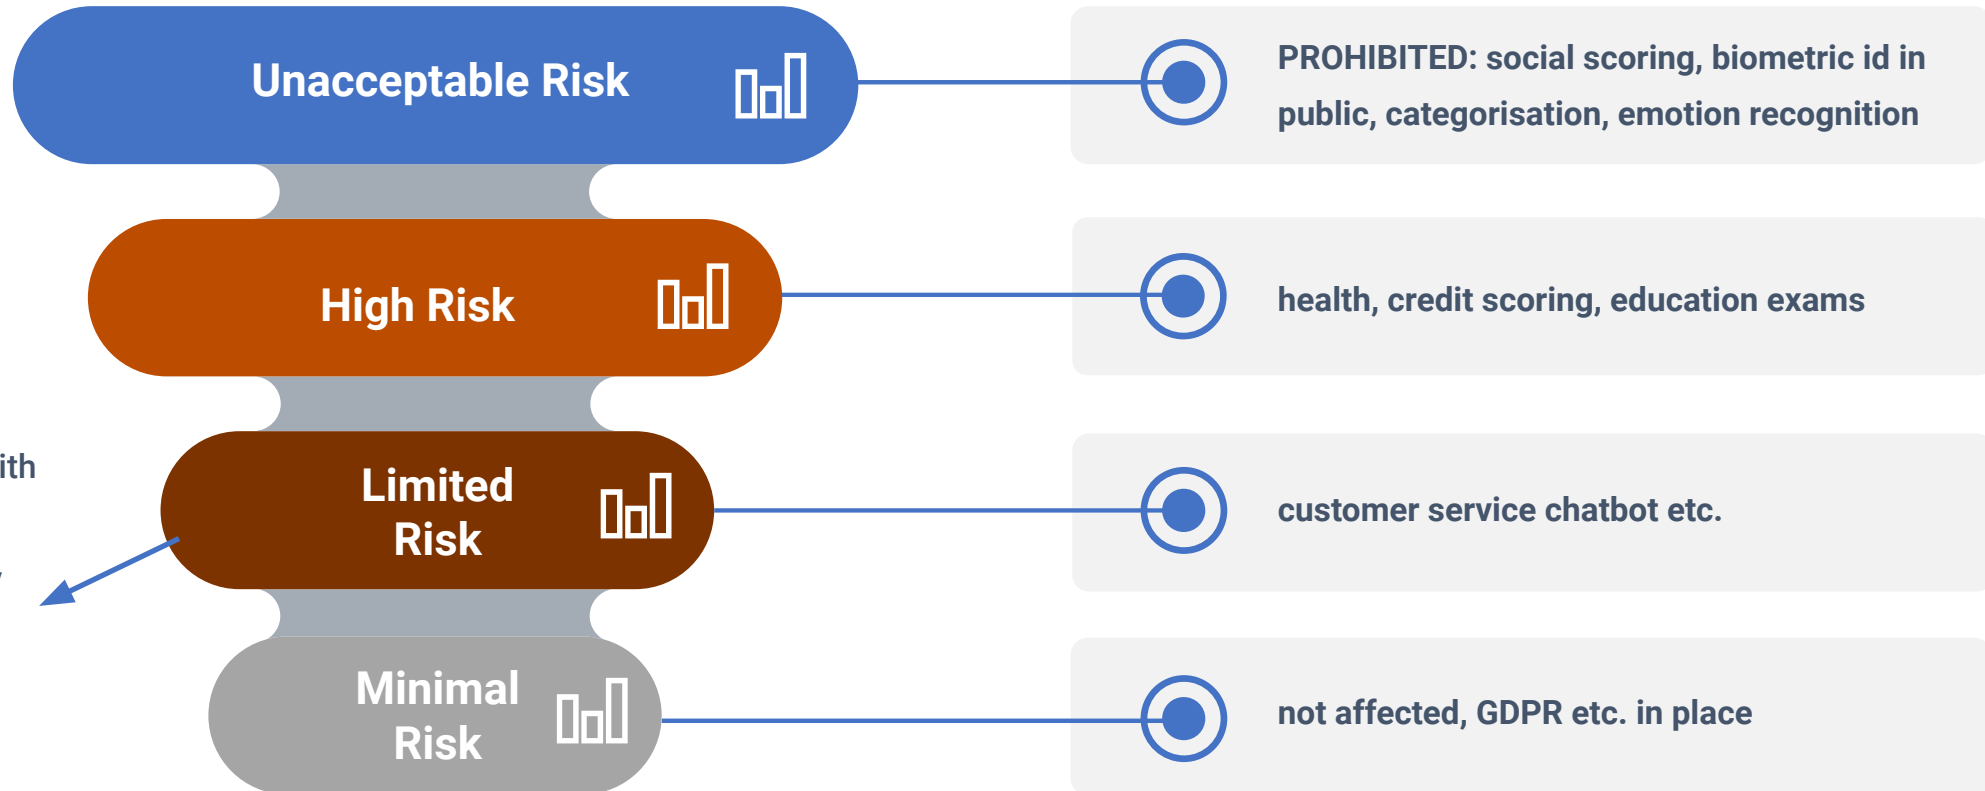 Unacceptable Risk
PROHIBITED: social scoring, biometric id in
public, categorisation, emotion recognition
High Risk
health, credit scoring, education exams
ith
Limited
Risk
customer service chatbot etc.
Minimal
Risk
not affected, GDPR etc. in place